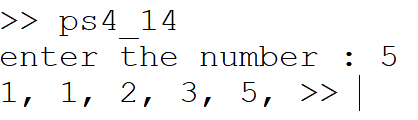 >> ps4_14
enter the number : 5
1, 1, 2, 3, 5, >>